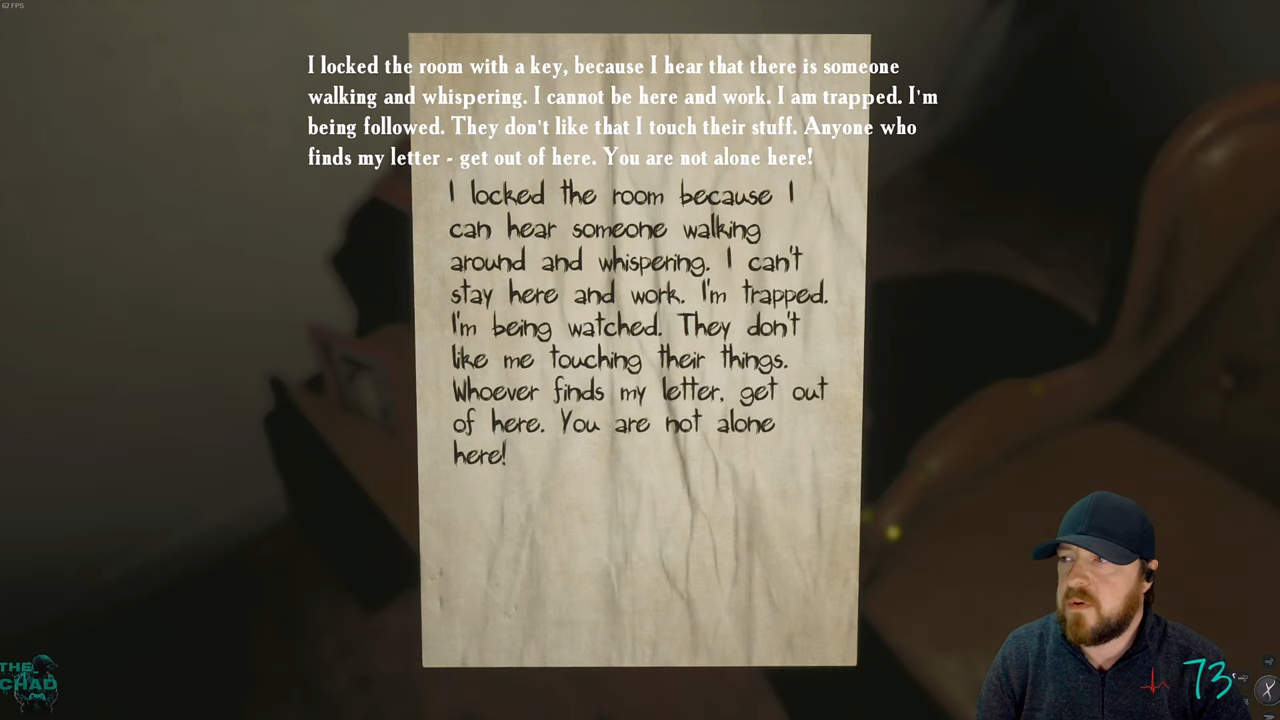 62 FPS
I locked the room with a key, because I hear that there is someone
walking and whispering. I cannot be here and work. I am trapped. I'm
being followed. They don't like that I touch their stuff. Anyone who
finds my letter - get out of here. You are not alone here!
I locked the room because I
can hear someone walking
around and whispering. I can't
stay here and work. I'm trapped.
I'm being watched. They don't
like me touching their things.
Whoever finds my letter, get out
of here. You are not alone
here!
THE
CHAD
73